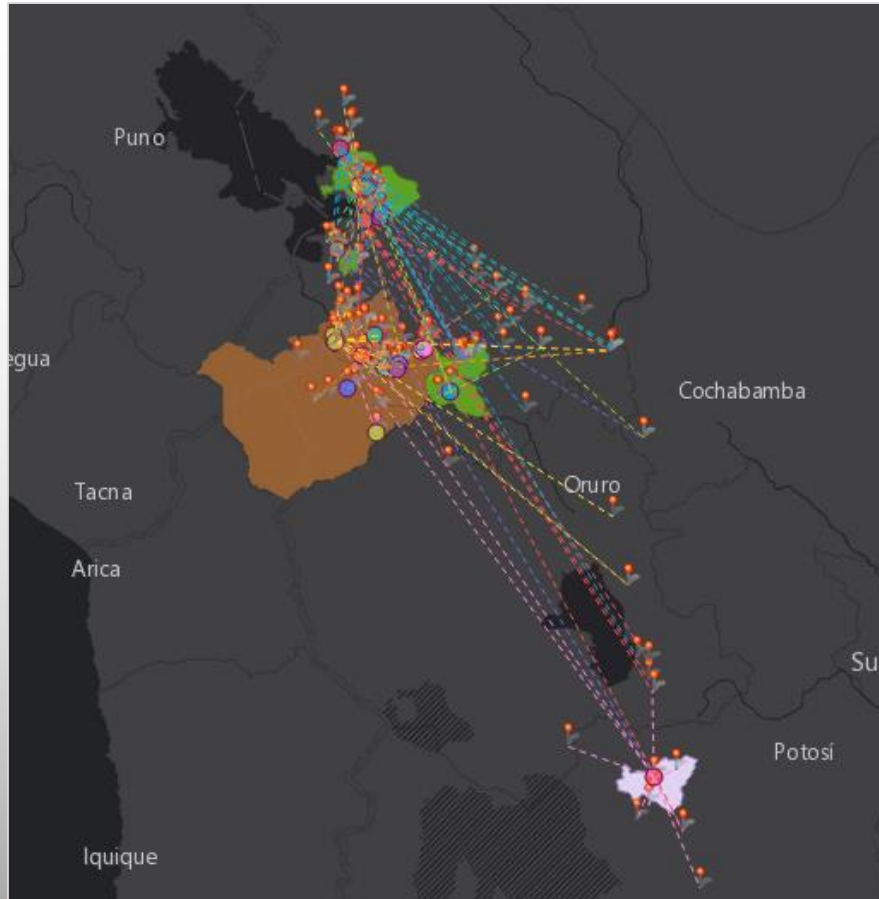 Puno
egua
Cochabamba
Tacna
Oruro
Arica
Su
Potosí
Iquique